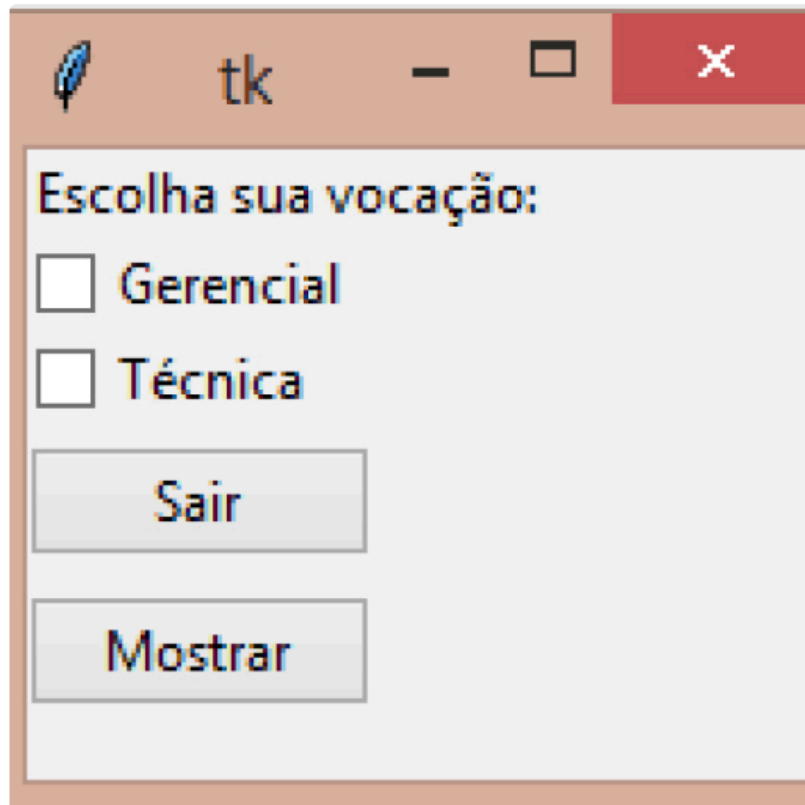 tk
Escolha sua vocação:
Gerencial
Técnica
Sair
Mostrar